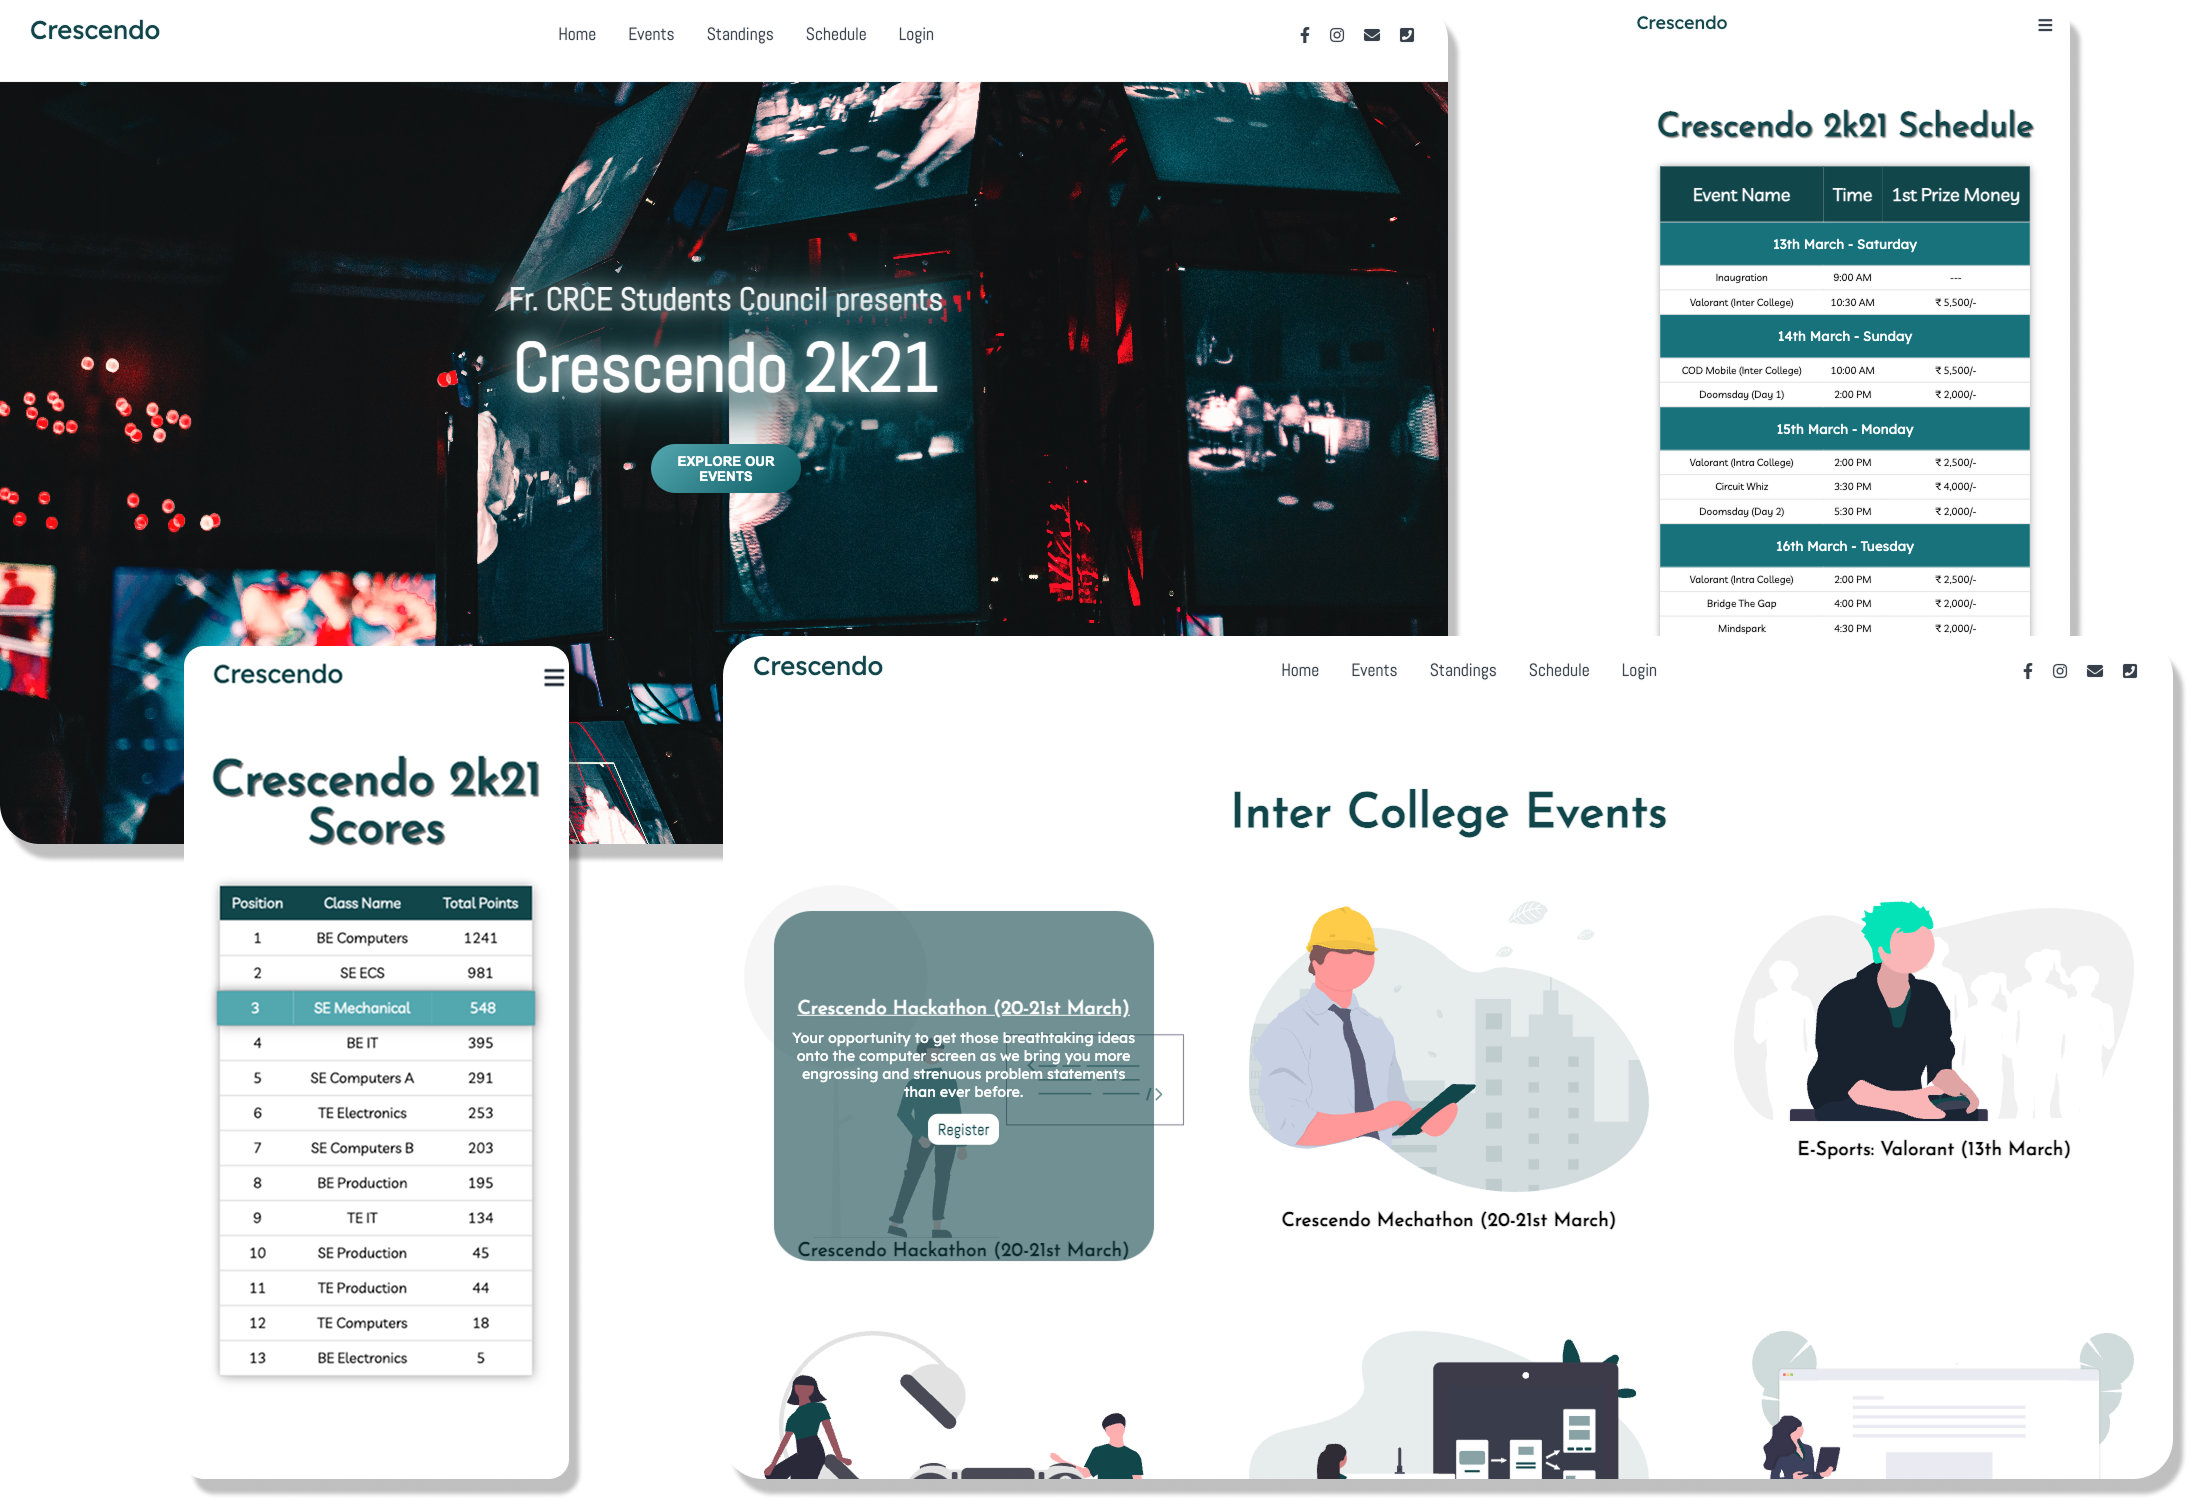 Crescendo
Home Events Standings Schedule Login
Fr. CRCE Students Council presents
Crescendo 2k21
EXPLORE OUR
EVENTS
Crescendo
Crescendo 2k21 Schedule
Event Name Time 1st Prize Money
13th March - Saturday
Inaugration 9:00 AM ---
Valorant (Inter College) 10:30 AM ₹ 5,500/-
14th March - Sunday
COD Mobile (Inter College) 10:00 AM ₹ 5,500/-
Doomsday (Day 1) 2:00 PM ₹ 2,000/-
15th March - Monday
Valorant (Intra College) 2:00 PM ₹ 2,500/-
Circuit Whiz 3:30 PM ₹ 4,000/-
Doomsday (Day 2) 5:30 PM ₹ 2,000/-
16th March - Tuesday
Valorant (Intra College) 2:00 PM ₹ 2,500/-
Bridge The Gap 4:00 PM ₹ 2,000/-
Mindspark 4:30 PM ₹ 2,000/-
Crescendo
Crescendo 2k21
Scores
Position Class Name Total Points
1 BE Computers 1241
2 SE ECS 981
3 SE Mechanical 548
4 BE IT 395
5 SE Computers A 291
6 TE Electronics 253
7 SE Computers B 203
8 BE Production 195
9 TE IT 134
10 SE Production 45
11 TE Production 44
12 TE Computers 18
13 BE Electronics 5
Crescendo
Home Events Standings Schedule Login
Inter College Events
Crescendo Hackathon (20-21st March)
Your opportunity to get those breathtaking ideas
onto the computer screen as we bring you more
engrossing and strenuous problem statements
than ever before.
Register
Crescendo Hackathon (20-21st March)
Crescendo Mechathon (20-21st March)
E-Sports: Valorant (13th March)